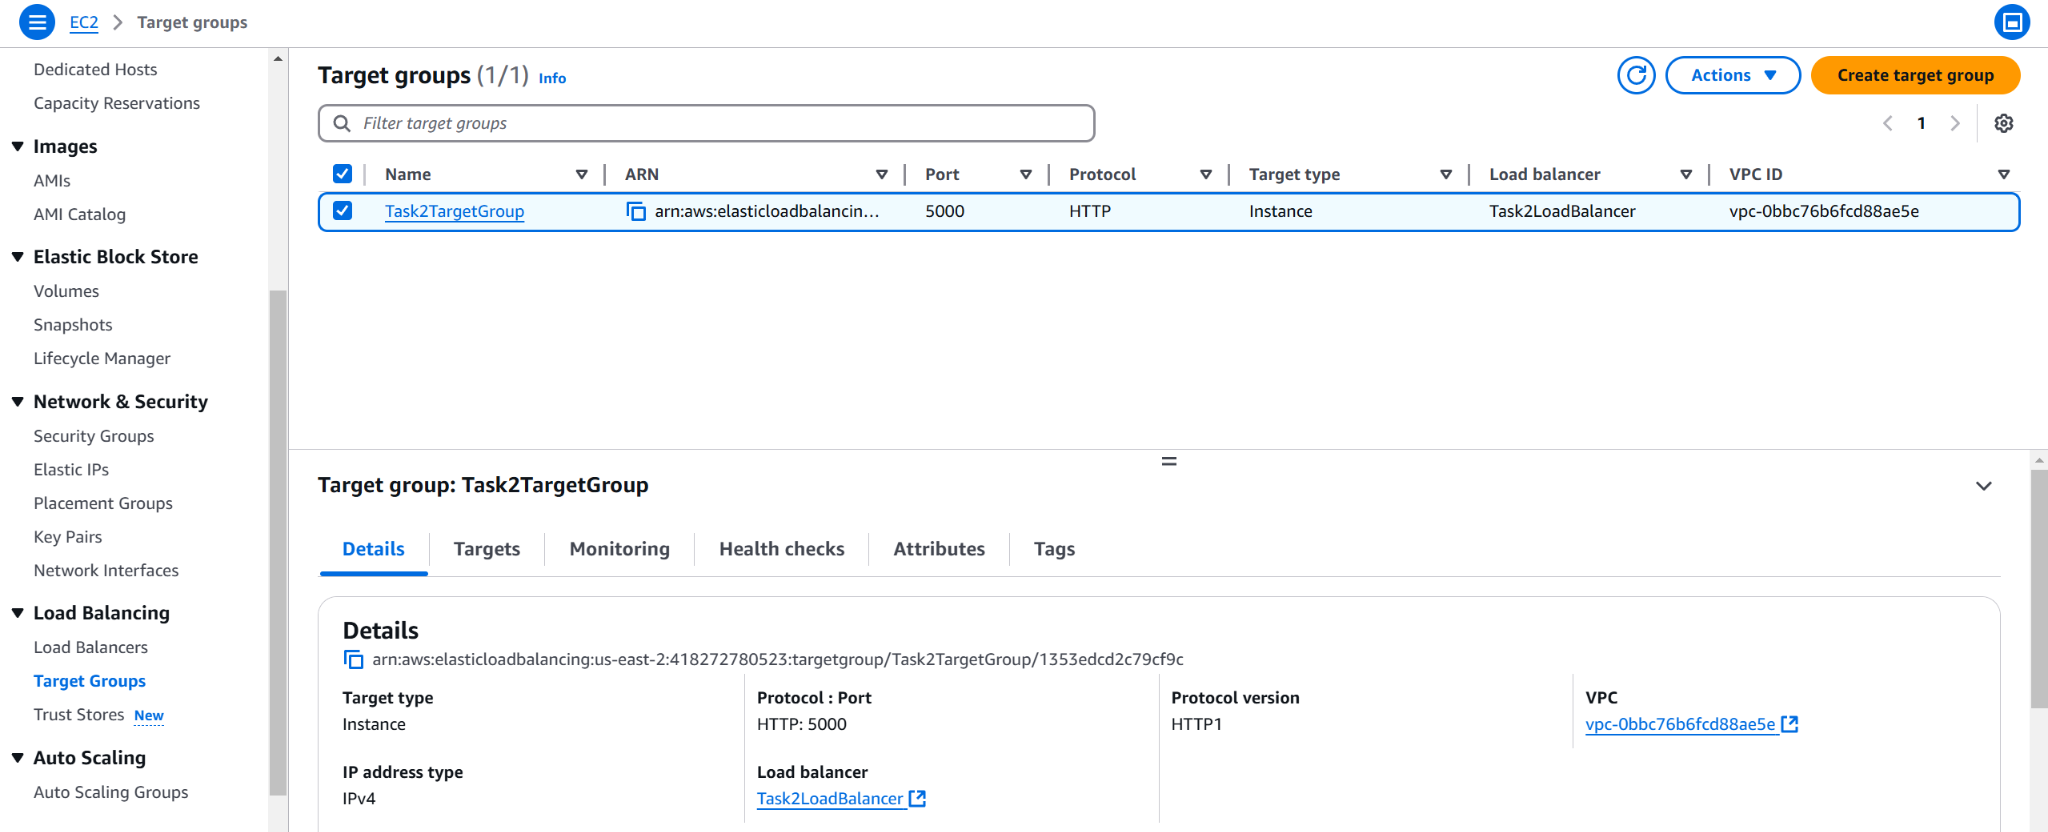 EC2 > Target groups
Dedicated Hosts
Capacity Reservations
Images
AMIs
AMI Catalog
Elastic Block Store
Volumes
Snapshots
Lifecycle Manager
Network & Security
Security Groups
Elastic IPs
Placement Groups
Key Pairs
Network Interfaces
Load Balancing
Load Balancers
Target Groups
Trust Stores New
Auto Scaling
Auto Scaling Groups
Target groups (1/1) Info
Actions
Create target group
Filter target groups
1
Name ARN Port Protocol Target type Load balancer VPC ID
Task2TargetGroup arn:aws:elasticloadbalancin... 5000 HTTP Instance Task2LoadBalancer vpc-0bbc76b6fcd88ae5e
Target group: Task2TargetGroup
Details Targets Monitoring Health checks Attributes Tags
Details
arn:aws:elasticloadbalancing:us-east-2:418272780523:targetgroup/Task2TargetGroup/1353edcd2c79cf9c
Target type
Instance
Protocol : Port
HTTP: 5000
Protocol version
HTTP1
VPC
vpc-0bbc76b6fcd88ae5e
IP address type
IPv4
Load balancer
Task2LoadBalancer